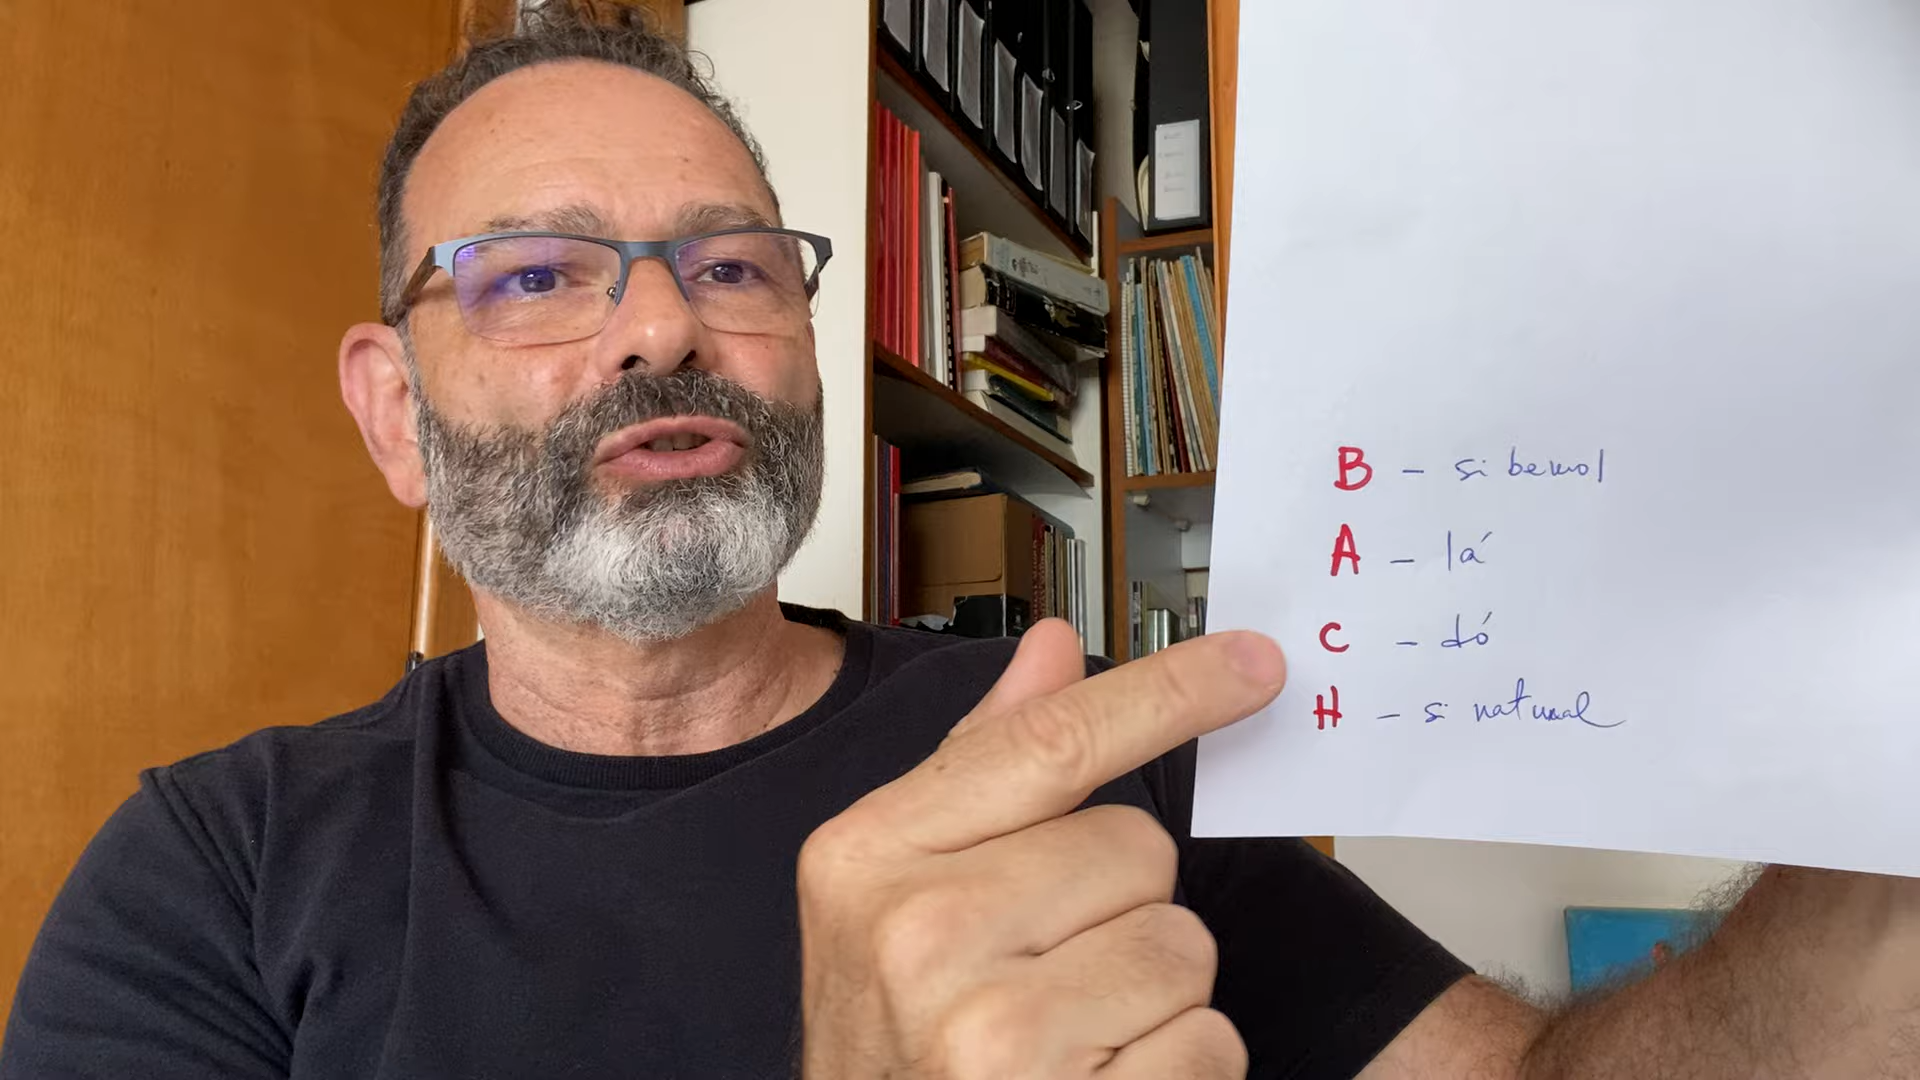 B - si bemol
A - lá
C - dó
H - si natural